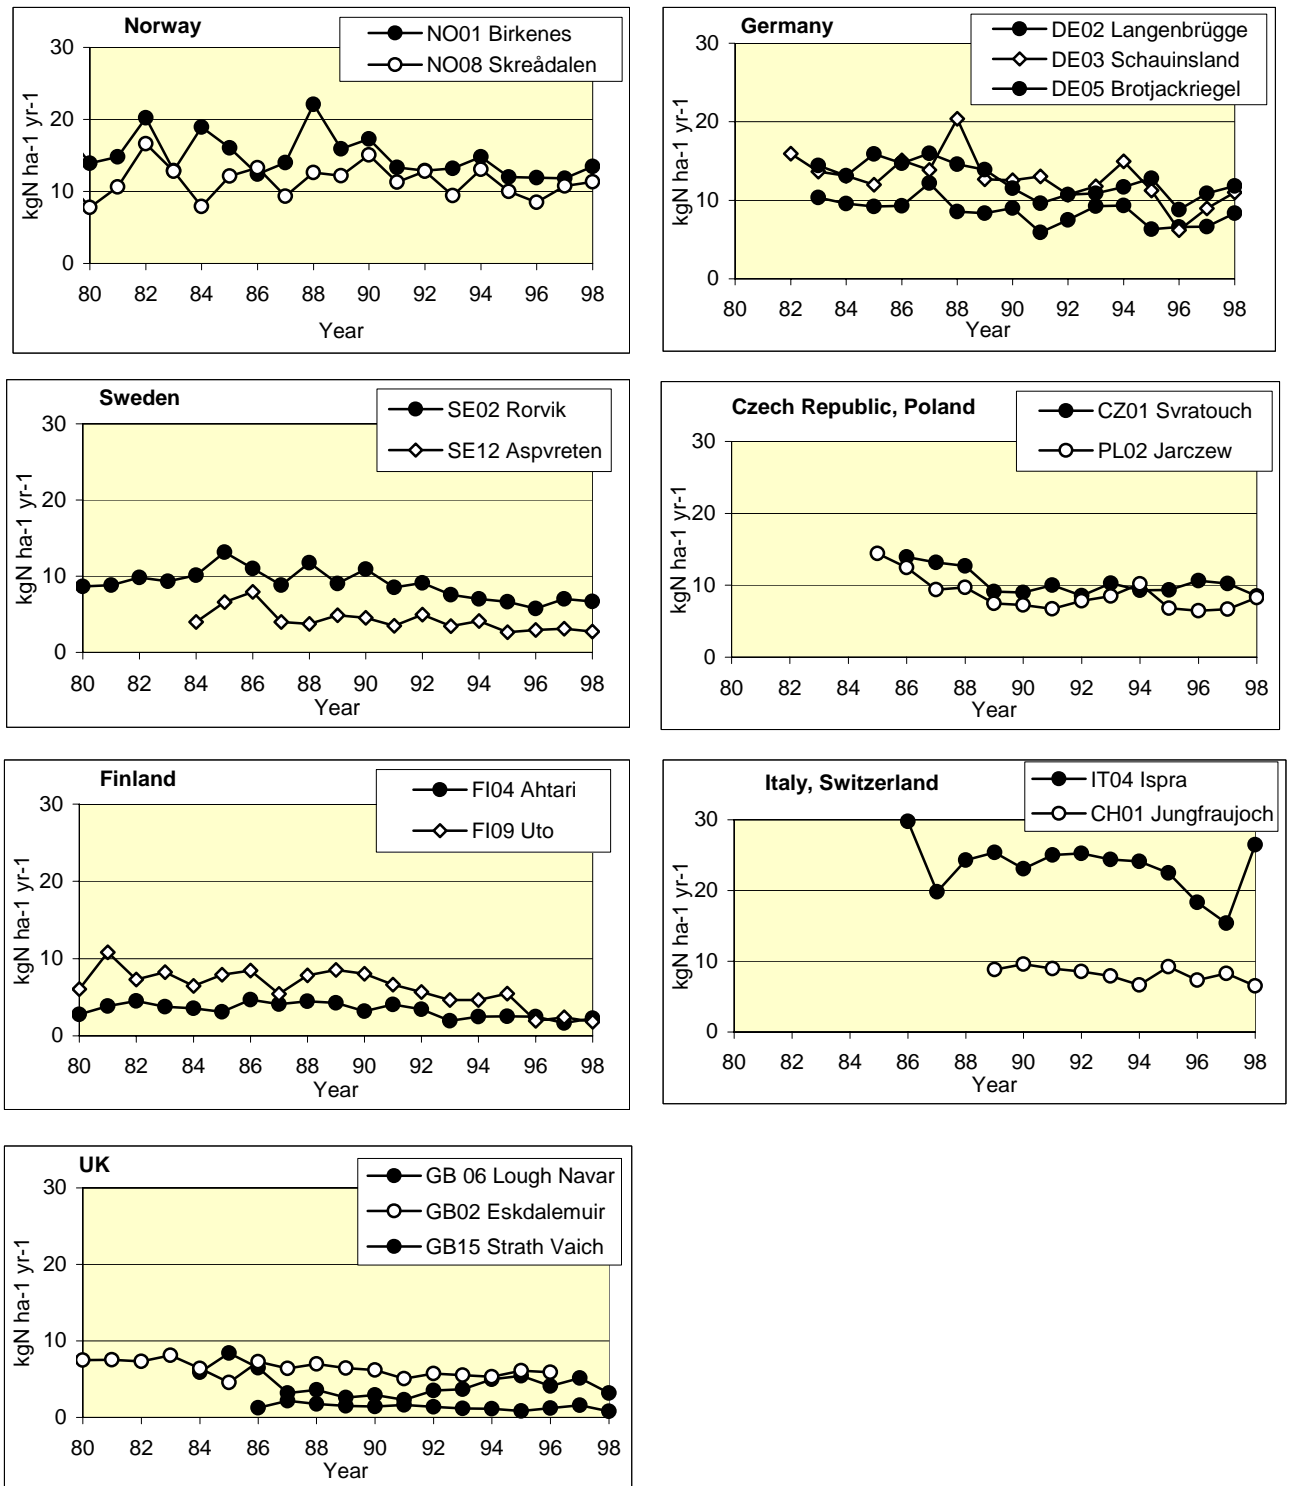 Norway
NO01 Birkenes
NO08 Skreådalen
kgN ha-1 yr-1
30
20
10
0
80 82 84 86 88 90 92 94 96 98
Year
Germany
DE02 Langenbrügge
DE03 Schauinsland
DE05 Brotjackriegel
kgN ha-1 yr-1
30
20
10
0
80 82 84 86 88 90 92 94 96 98
Year
Sweden
SE02 Rorvik
SE12 Aspvreten
kgN ha-1 yr-1
30
20
10
0
80 82 84 86 88 90 92 94 96 98
Year
Czech Republic, Poland
CZ01 Svratouch
PL02 Jarczew
kgN ha-1 yr-1
30
20
10
0
80 82 84 86 88 90 92 94 96 98
Year
Finland
FI04 Ahtari
FI09 Uto
kgN ha-1 yr-1
30
20
10
0
80 82 84 86 88 90 92 94 96 98
Year
Italy, Switzerland
IT04 Ispra
CH01 Jungfraujoch
kgN ha-1 yr-1
30
20
10
0
80 82 84 86 88 90 92 94 96 98
Year
UK
GB 06 Lough Navar
GB02 Eskdalemuir
GB15 Strath Vaich
kgN ha-1 yr-1
30
20
10
0
80 82 84 86 88 90 92 94 96 98
Year